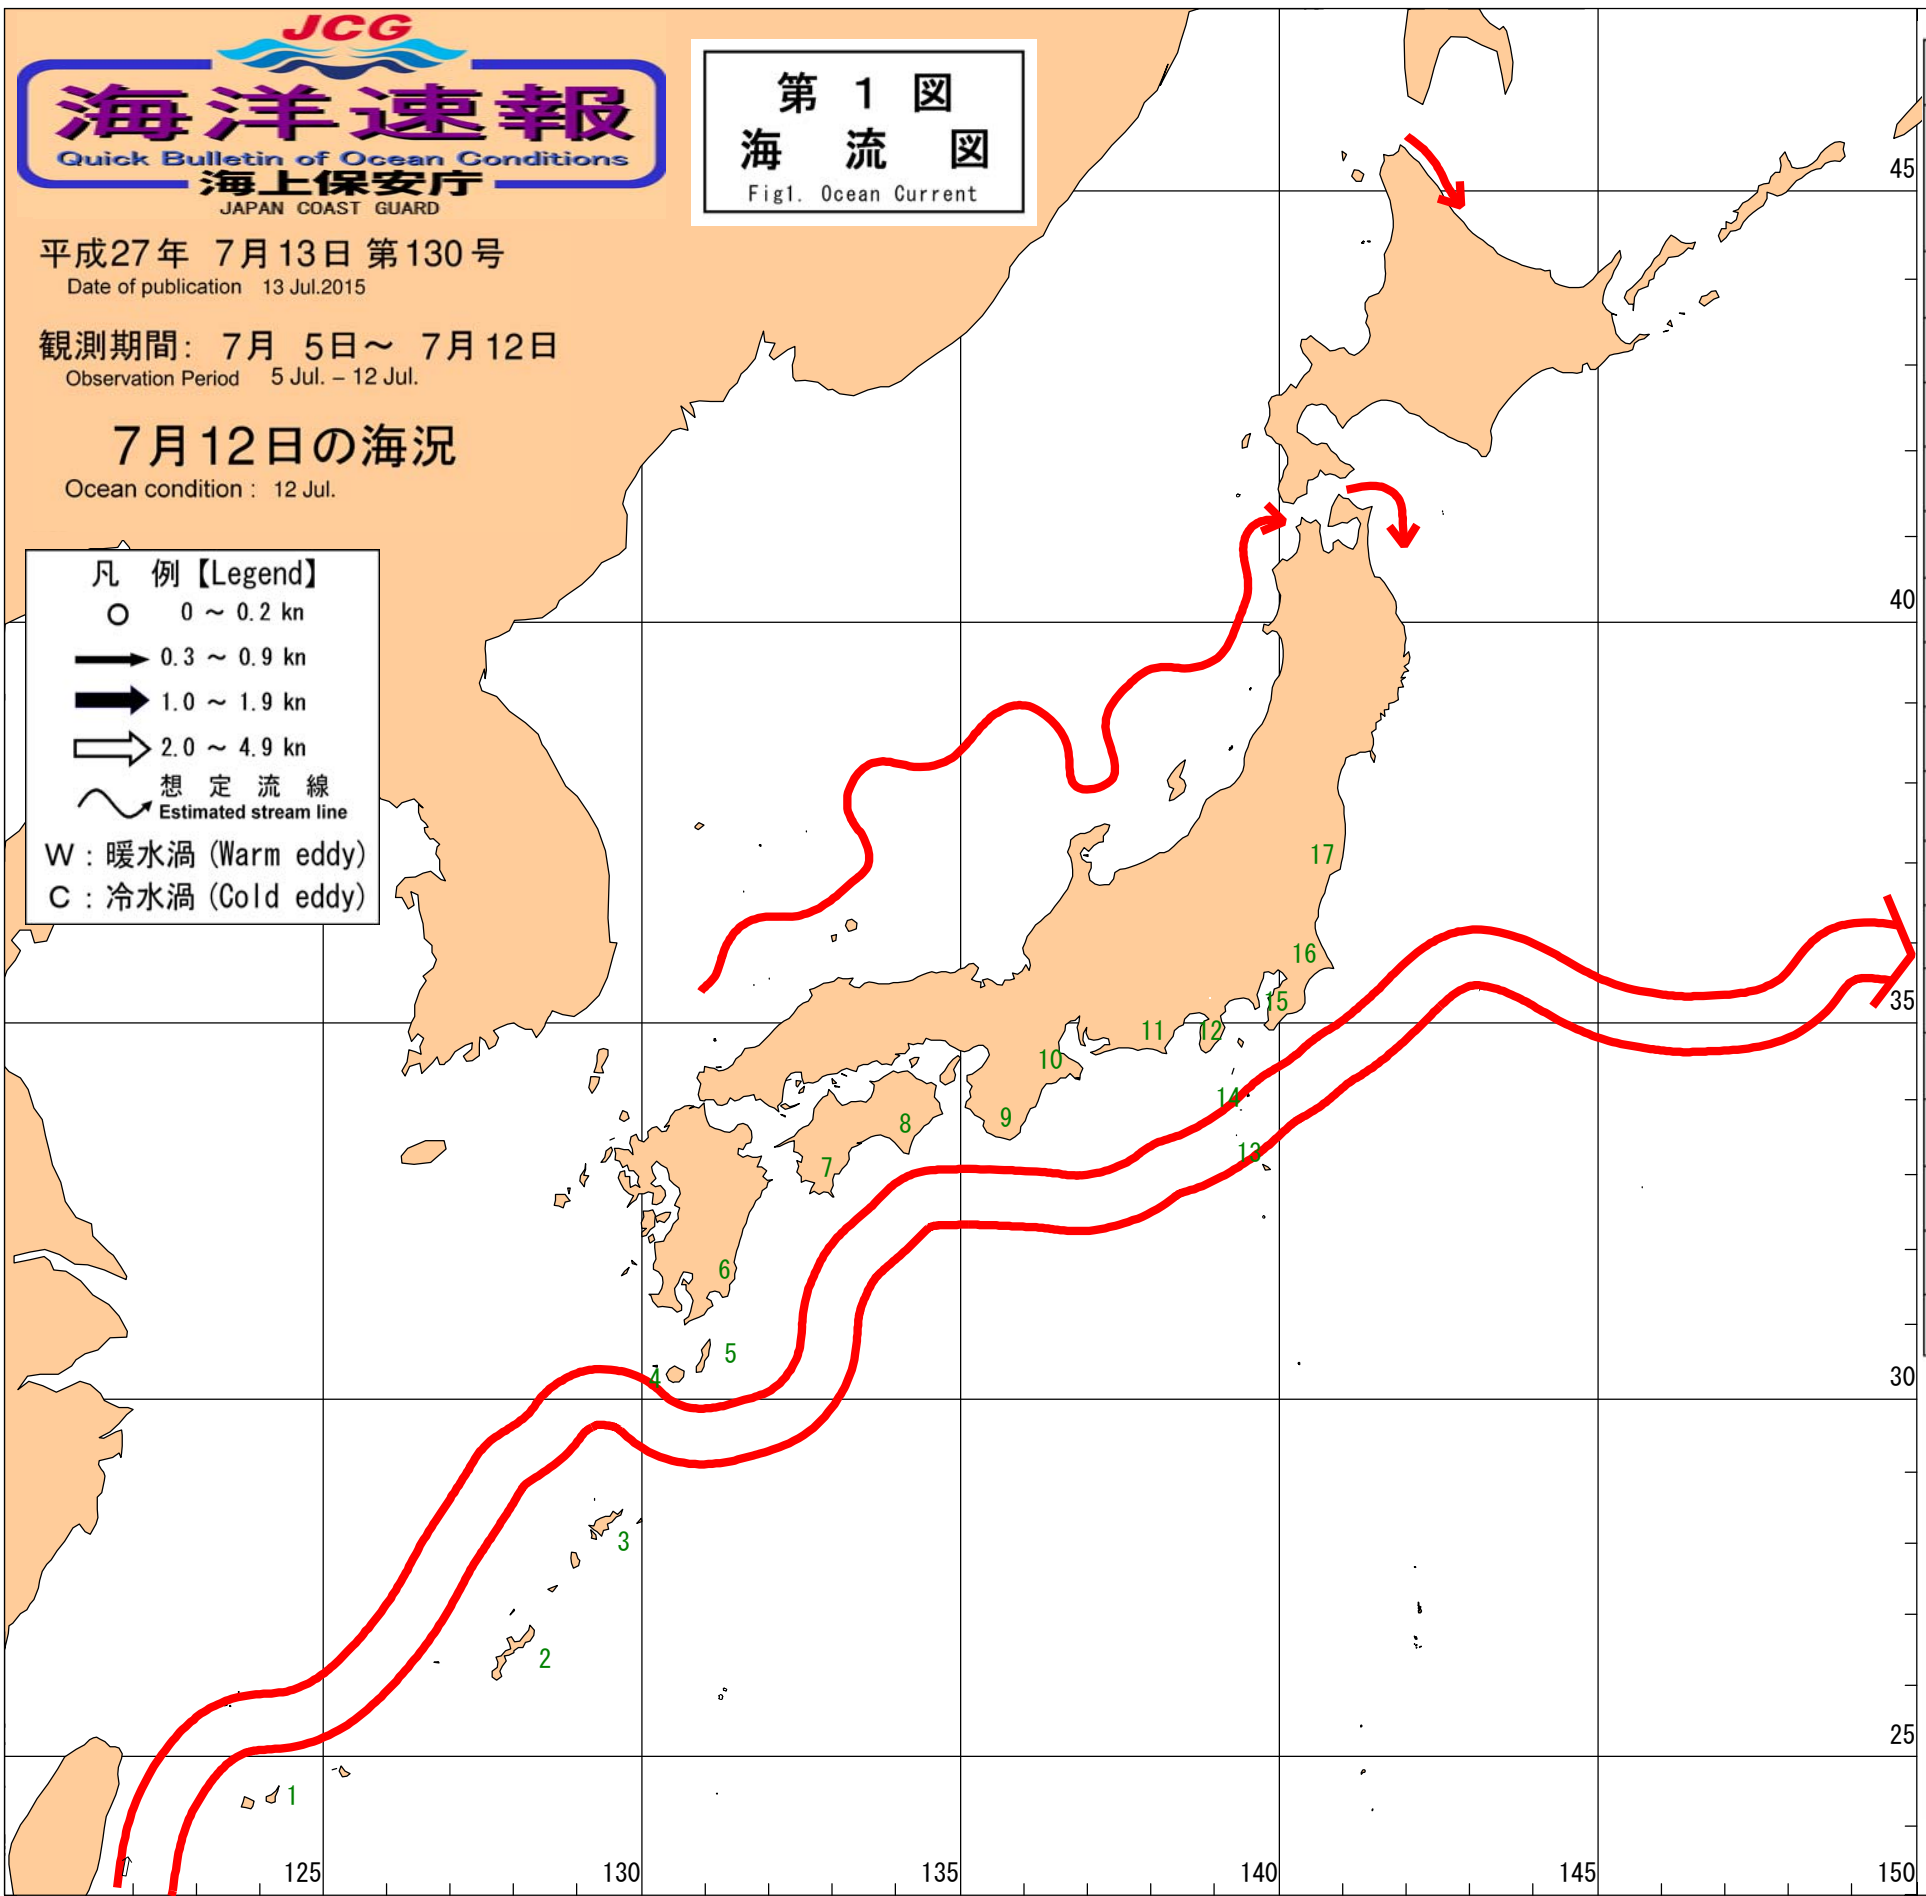 JCG
海洋速報
Quick Bulletin of Ocean Conditions
海上保安庁
JAPAN COAST GUARD
第 1 図
海 流 図
Fig1. Ocean Current
平成27年 7月13日 第130号
Date of publication 13 Jul.2015
観測期間: 7月 5日～ 7月12日
Observation Period 5 Jul. – 12 Jul.
7月12日の海況
Ocean condition : 12 Jul.
凡 例【Legend】
0 ～ 0.2 kn
0.3 ～ 0.9 kn
1.0 ～ 1.9 kn
2.0 ～ 4.9 kn
想 定 流 線
Estimated stream line
W : 暖水渦 (Warm eddy)
C : 冷水渦 (Cold eddy)
45
40
17
16
35
15
11
12
10
14
9
8
13
7
6
5
4
30
3
2
25
1
125
130
135
140
145
150